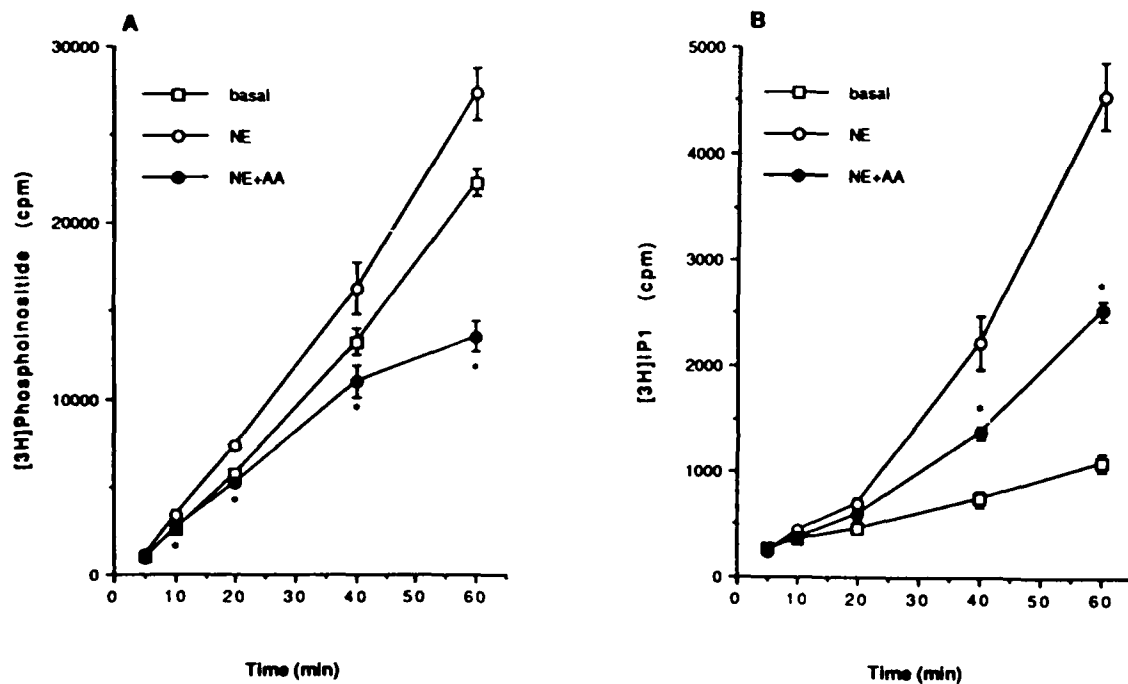 A
30000
20000
10000
0
[3H]Phosphoinositide (cpm)
basal
NE
NE+AA
*
*
*
*
0 10 20 30 40 50 60
Time (min)
B
5000
4000
3000
2000
1000
0
[3H]IP1 (cpm)
basal
NE
NE+AA
*
*
0 10 20 30 40 50 60
Time (min)